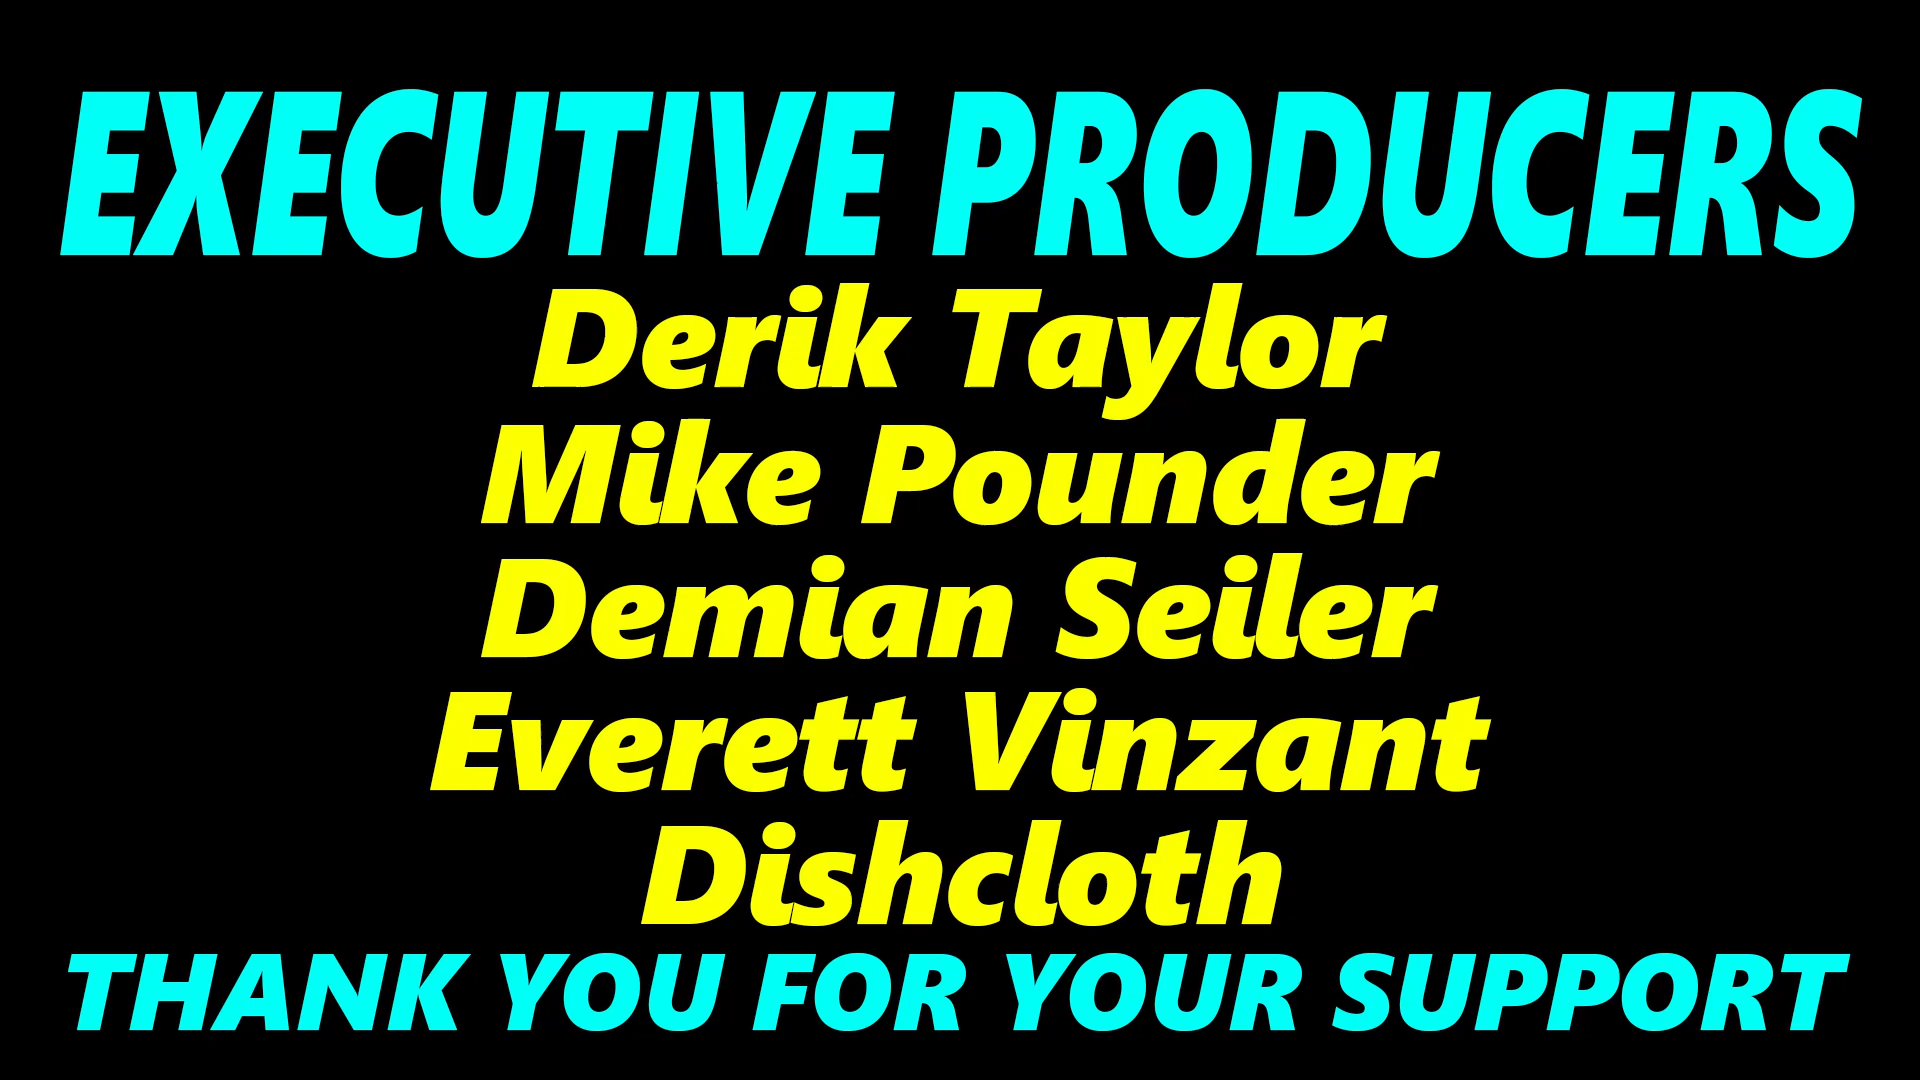 EXECUTIVE PRODUCERS
Derik Taylor
Mike Pounder
Demian Seiler
Everett Vinzant
Dishcloth
THANK YOU FOR YOUR SUPPORT